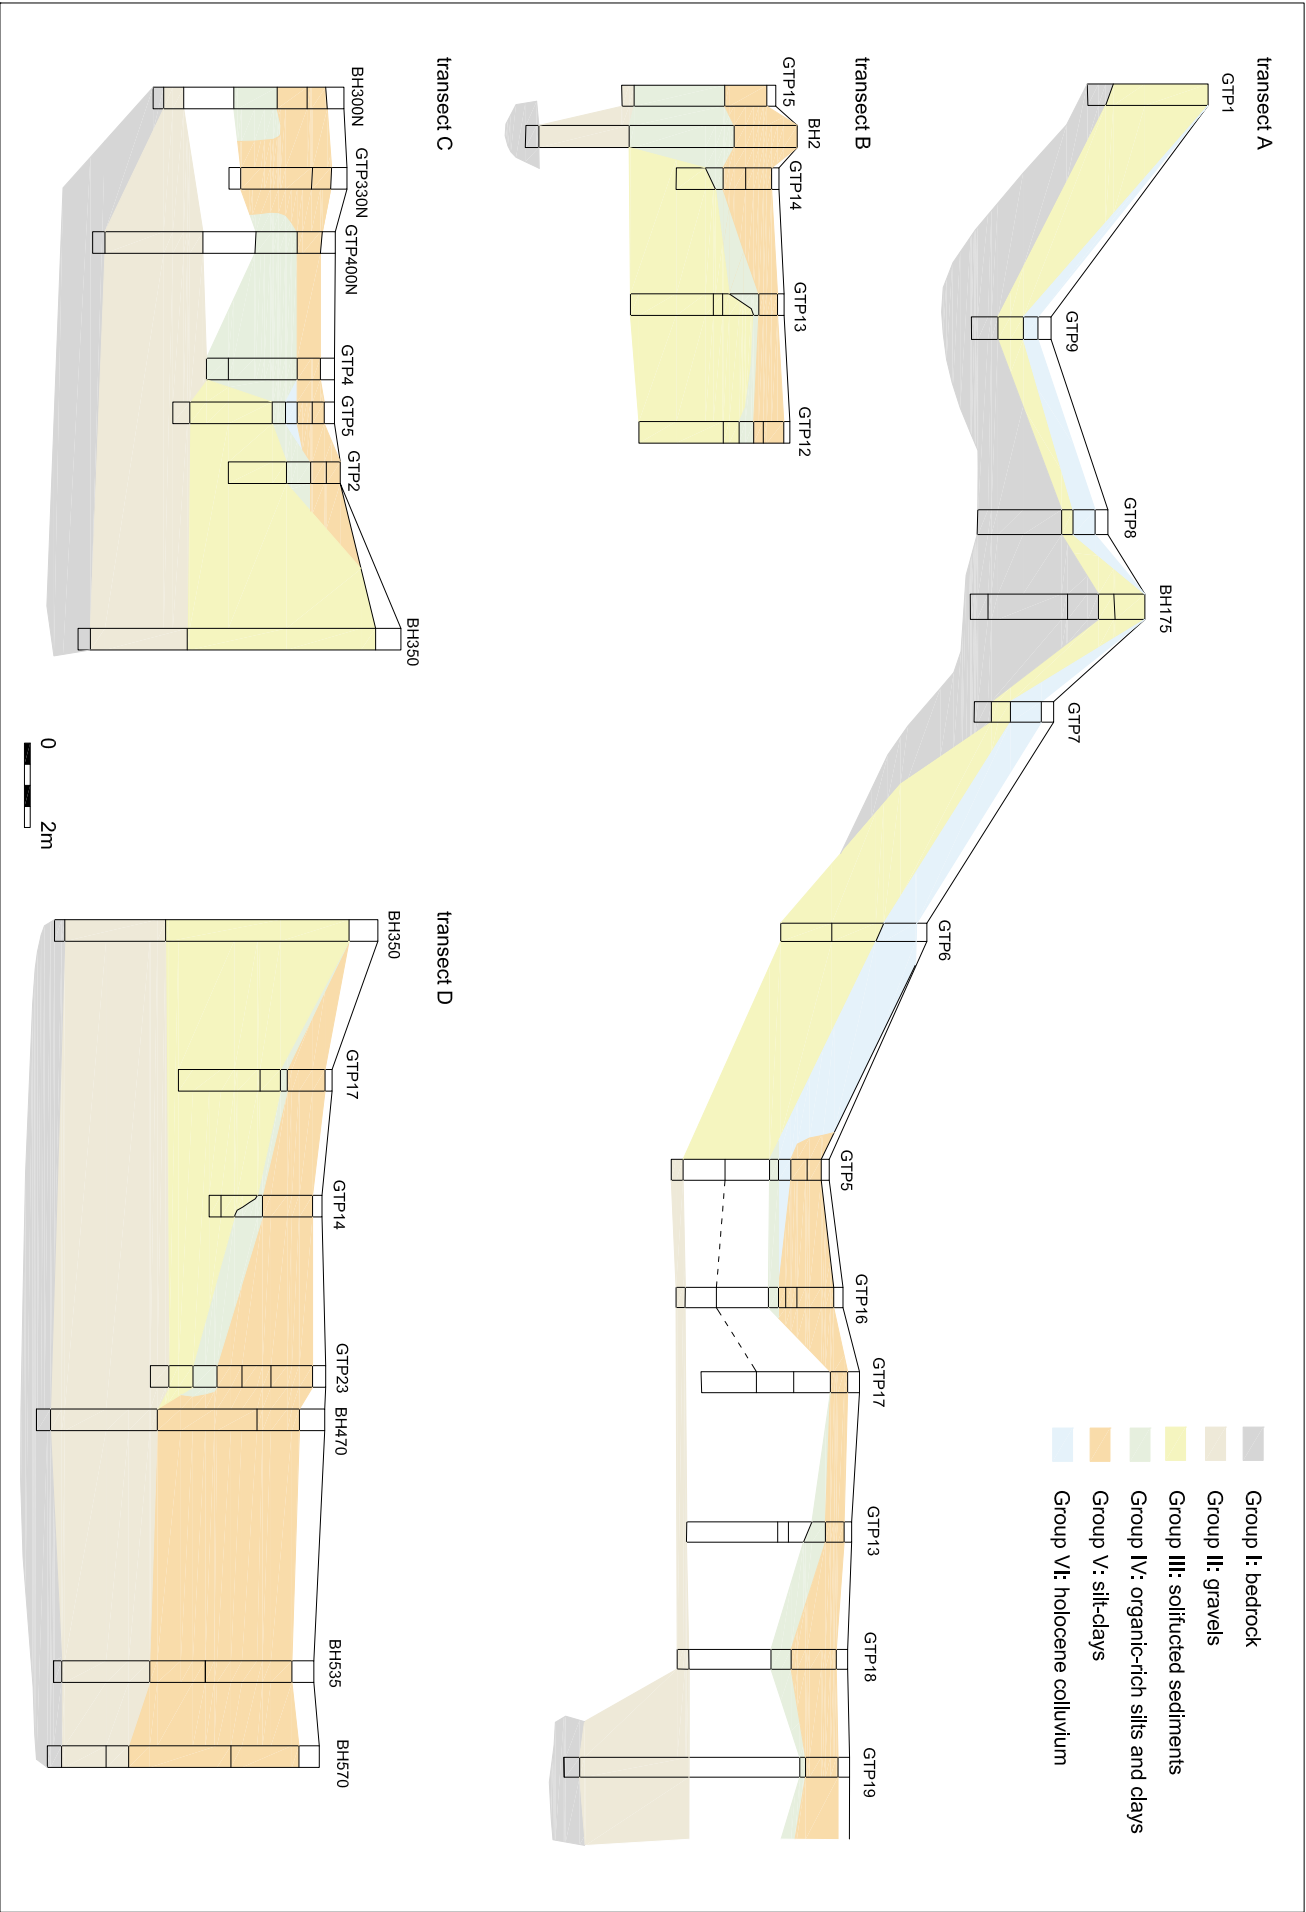 transect A
GTP1
GTP9
GTP8
BH175
GTP7
GTP6
GTP5
GTP16
GTP17
GTP13
GTP18
GTP19
Group I: bedrock
Group II: gravels
Group III: solifucted sediments
Group IV: organic-rich silts and clays
Group V: silt-clays
Group VI: holocene colluvium
transect B
GTP15
BH2
GTP14
GTP13
GTP12
transect C
BH300N
GTP330N
GTP400N
GTP4
GTP5
GTP2
BH350
transect D
BH350
GTP17
GTP14
GTP23
BH470
BH535
BH570
0 2m